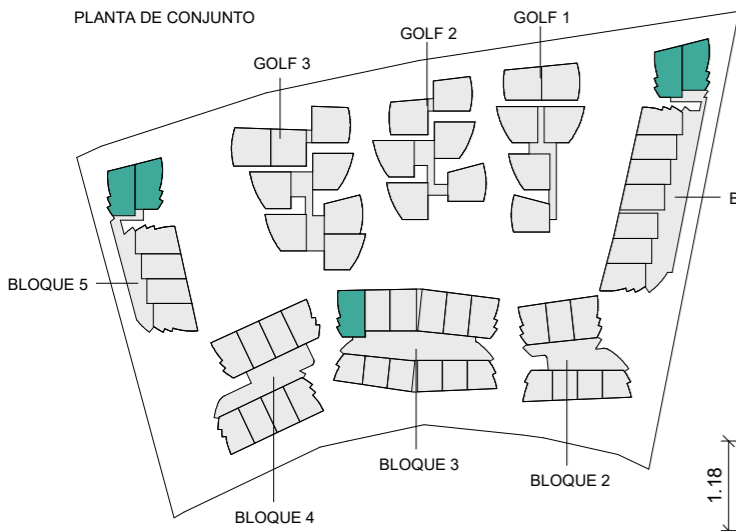 PLANTA DE CONJUNTO
GOLF 1
GOLF 2
GOLF 3
BLOQUE 5
BLOQUE 3
BLOQUE 2
BLOQUE 4
1.18